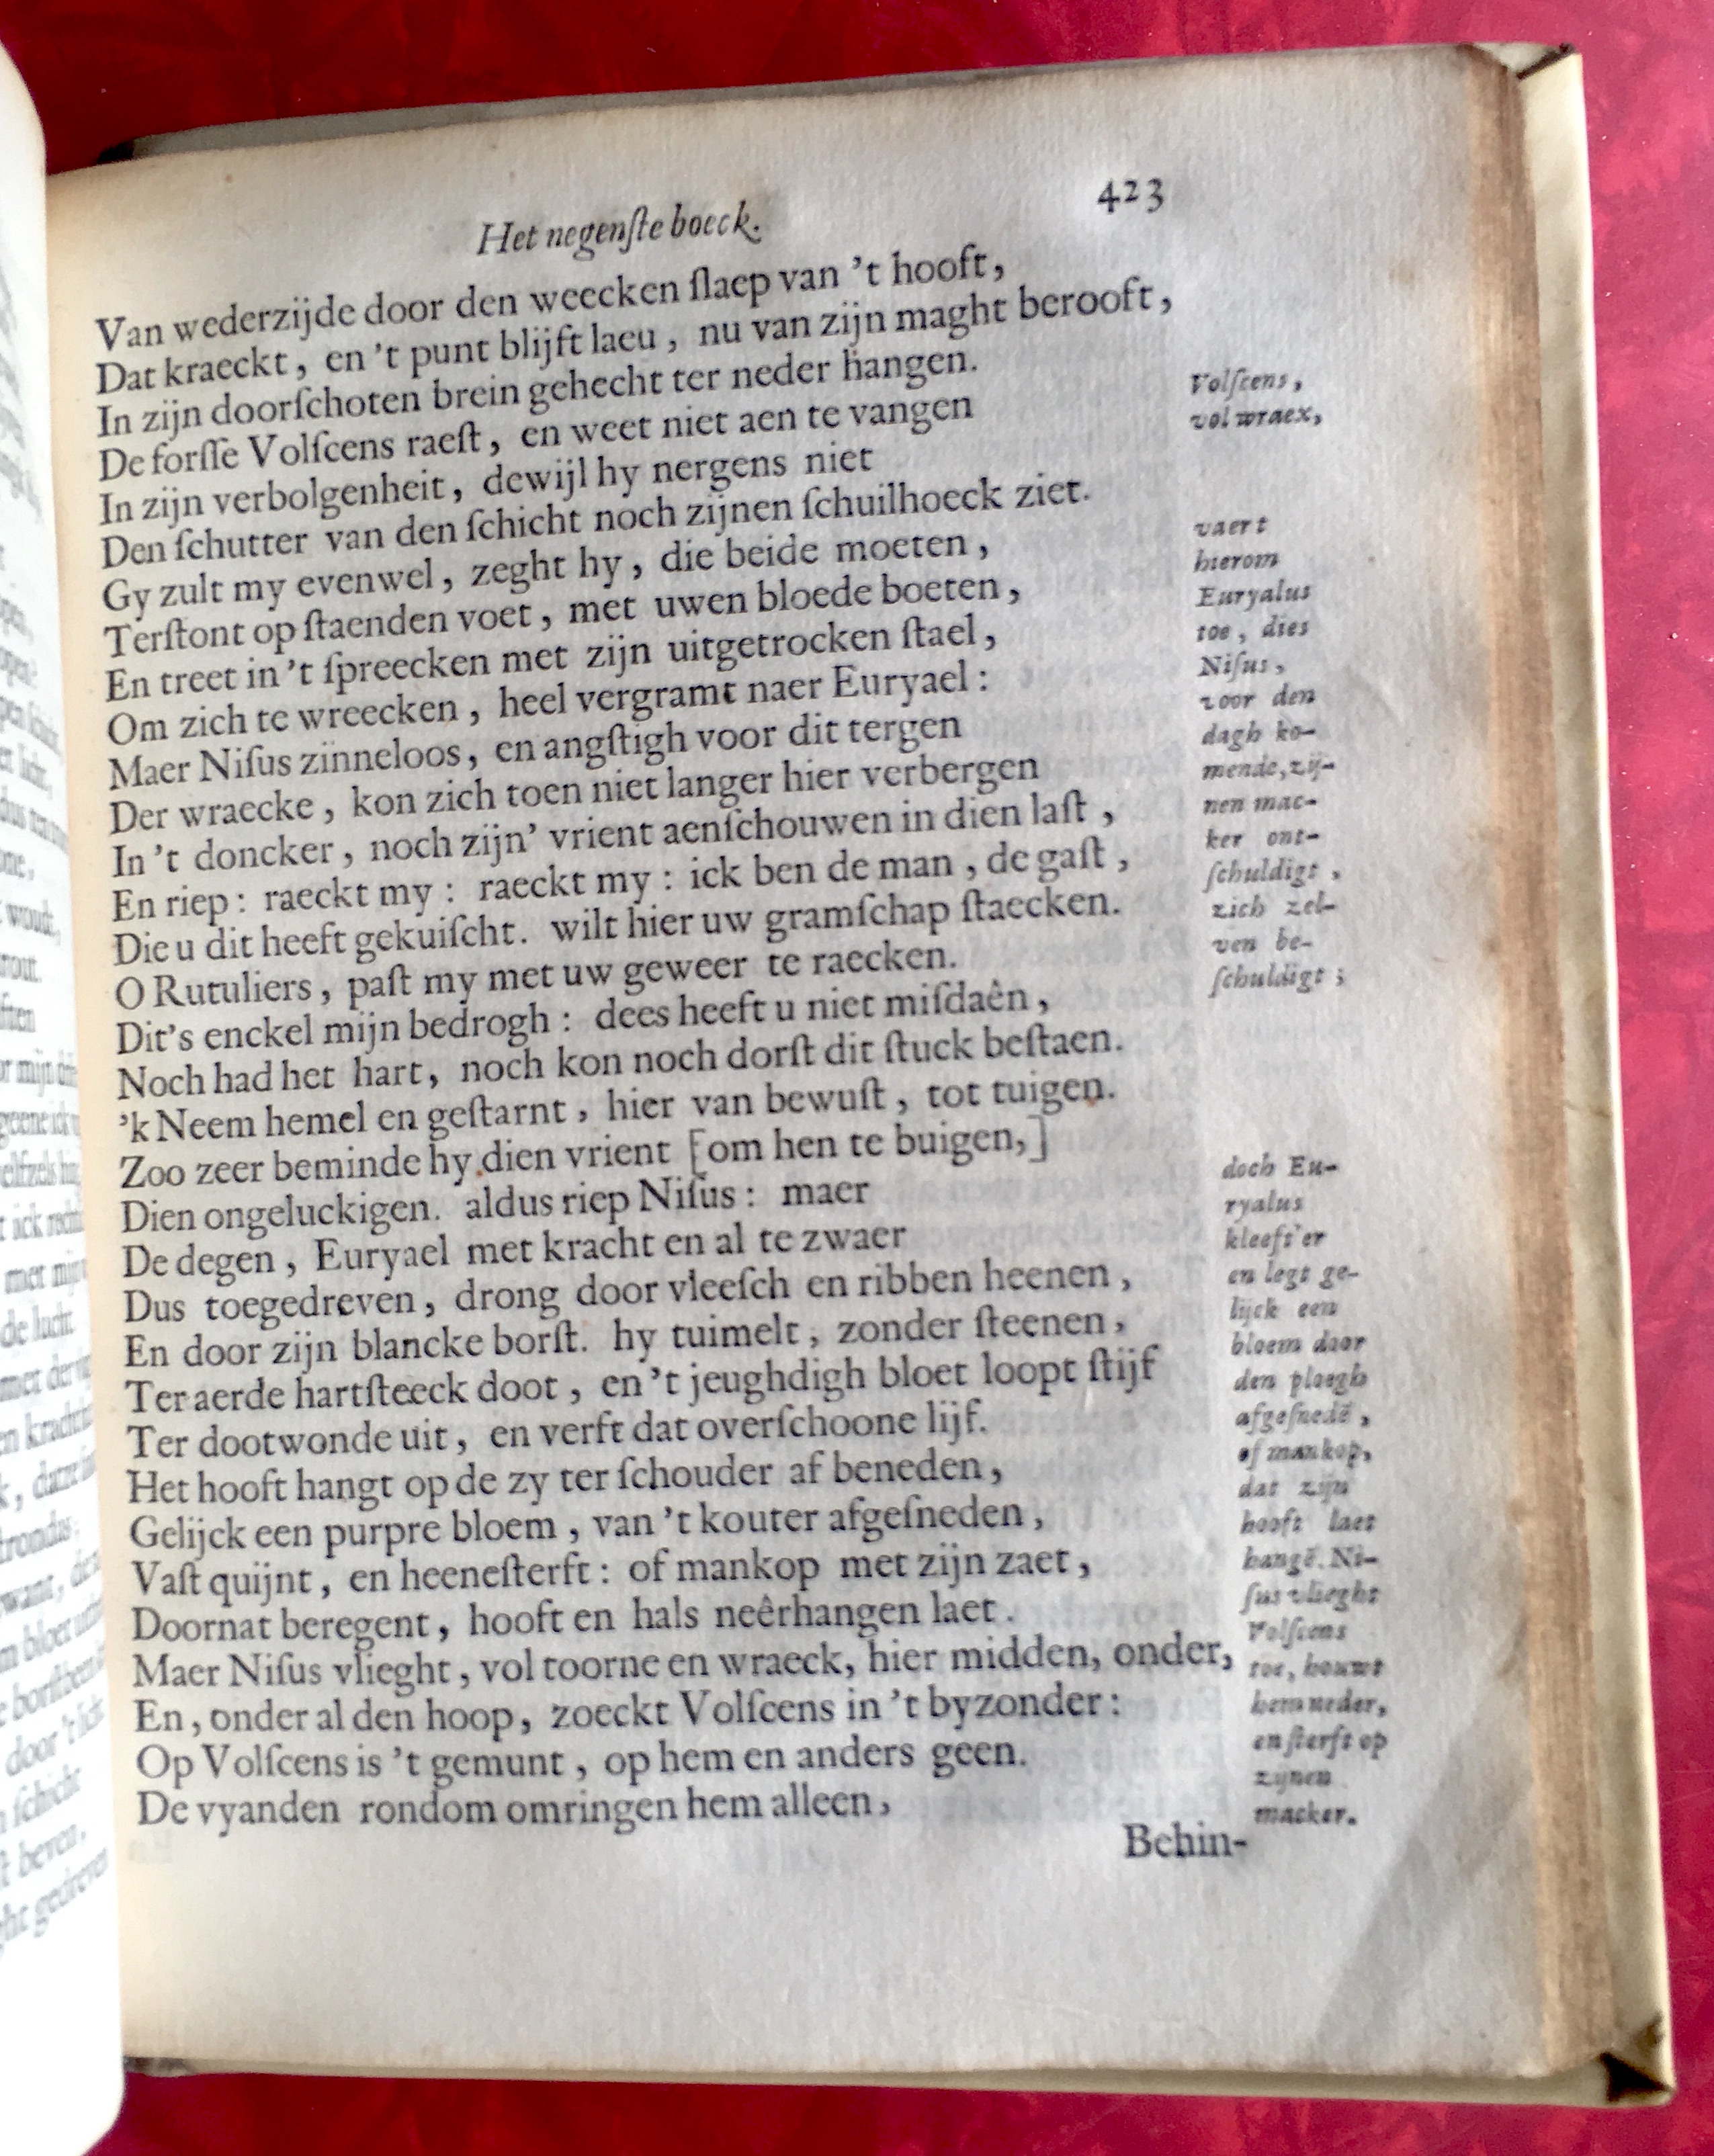 423
Het negenſte boeck.
Van wederzijde door den weecken ſlaep van 't hooft,
Dat kraeckt, en 't punt blijft laeu, nu van zijn maght berooft,
In zijn doorſchoten brein gehecht ter neder hangen.
De forſſe Volſcens raeſt, en weet niet aen te vangen
In zijn verbolgenheit, dewijl hy nergens niet
Den ſchutter van den ſchicht noch zijnen ſchuilhoeck ziet.
Gy zult my evenwel, zeght hy, die beide moeten,
Terſtont op ſtaenden voet, met uwen bloede boeten,
En treet in 't ſpreecken met zijn uitgetrocken ſtael,
Om zich te wreecken, heel vergramt naer Euryael:
Maer Niſus zinneloos, en angſtigh voor dit tergen
Der wraecke, kon zich toen niet langer hier verbergen
In 't doncker, noch zijn' vrient aenſchouwen in dien laſt,
En riep: raeckt my: raeckt my: ick ben de man, de gaſt,
Die u dit heeft gekuiſcht. wilt hier uw gramſchap ſtaecken.
O Rutuliers, paſt my met uw geweer te raecken.
Dit's enckel mijn bedrogh: dees heeft u niet miſdaên,
Noch had het hart, noch kon noch dorſt dit ſtuck beſtaen.
'k Neem hemel en geſtarnt, hier van bewuſt, tot tuigen.
Zoo zeer beminde hy dien vrient [om hen te buigen,]
Dien ongeluckigen. aldus riep Niſus: maer
De degen, Euryael met kracht en al te zwaer
Dus toegedreven, drong door vleeſch en ribben heenen,
En door zijn blancke borſt. hy tuimelt, zonder ſteenen,
Ter aerde hartſteeck doot, en 't jeughdigh bloet loopt ſtijf
Ter dootwonde uit, en verft dat overſchoone lijf.
Het hooft hangt op de zy ter ſchouder af beneden,
Gelijck een purpre bloem, van 't kouter afgeſneden,
Vaſt quijnt, en heeneſterft: of mankop met zijn zaet,
Doornat beregent, hooft en hals neêrhangen laet.
Maer Niſus vlieght, vol toorne en wraeck, hier midden, onder,
En, onder al den hoop, zoeckt Volſcens in 't byzonder:
Op Volſcens is 't gemunt, op hem en anders geen.
De vyanden rondom omringen hem alleen,
Behin-
Volſcens,
vol wraex,
vaert
hierom
Euryalus
toe, dies
Niſus,
voor den
dagh ko-
mende, zij-
nen mac-
ker ont-
ſchuldigt,
zich zel-
ven be-
ſchuldigt;
doch Eu-
ryalus
kleeft'er
en legt ge-
lijck een
bloem door
den ploegh
afgeſnedē,
of mankop,
dat zijn
hooft laet
hangē. Ni-
ſus vlieght
Volſcens
toe, houwt
hem neder,
en ſterft op
zijnen
macker.